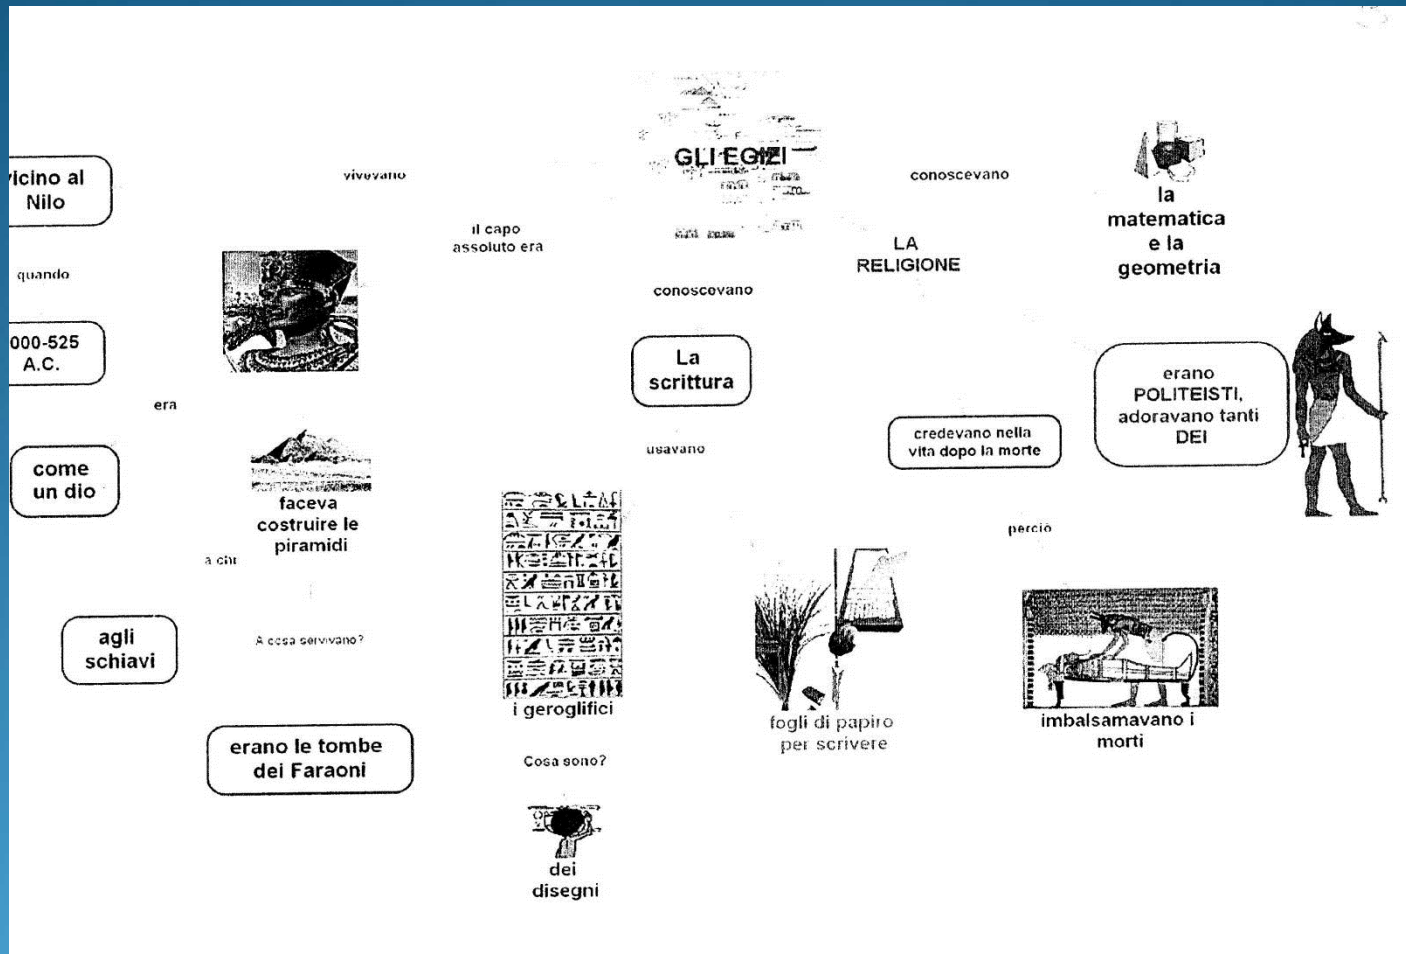 GLI EGIZI
vivevano
vicino al
Nilo
quando
000-525
A.C.
il capo
assoluto era
era
come
un dio
faceva
costruire le
piramidi
a chi
agli
schiavi
A cosa servivano?
erano le tombe
dei Faraoni
conoscevano
La
scrittura
usavano
i geroglifici
Cosa sono?
dei
disegni
fogli di papiro
per scrivere
LA
RELIGIONE
credevano nella
vita dopo la morte
perciò
imbalsamavano i
morti
erano
POLITEISTI,
adoravano tanti
DEI
conoscevano
la
matematica
e la
geometria